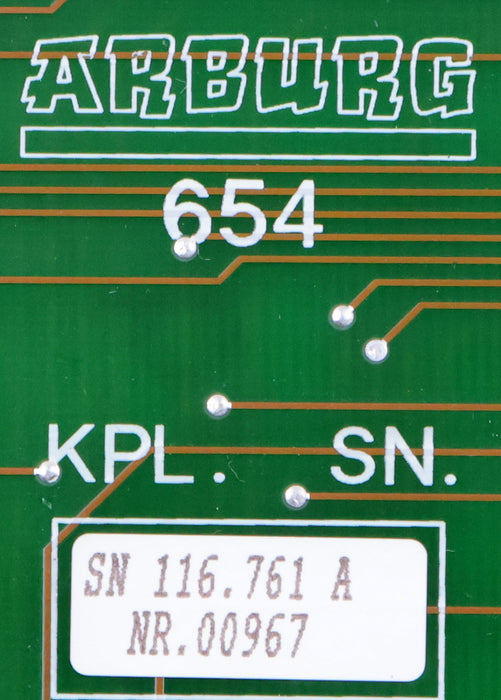 ARBURG
654
KPL. SN.
SN 116.761 A
NR.00967